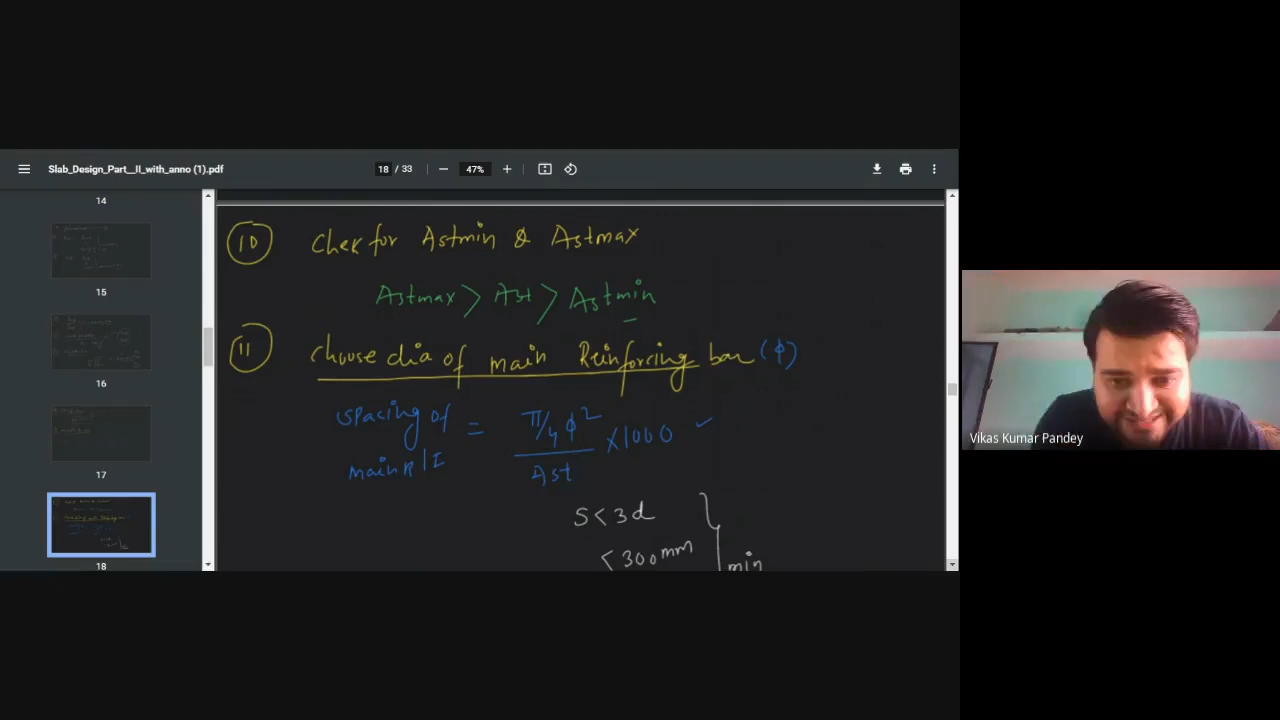 Slab_Design_Part__II_with_anno (1).pdf
18 / 33
47%
14
15
16
17
18
10 Chek for Astmin & Astmax
Astmax > Ast > Astmin
11 choose dia of main Reinforcing bar (ϕ)
spacing of main R/I = π/4 ϕ² / Ast × 1000 ✓
S < 3d
< 300mm
min
Vikas Kumar Pandey